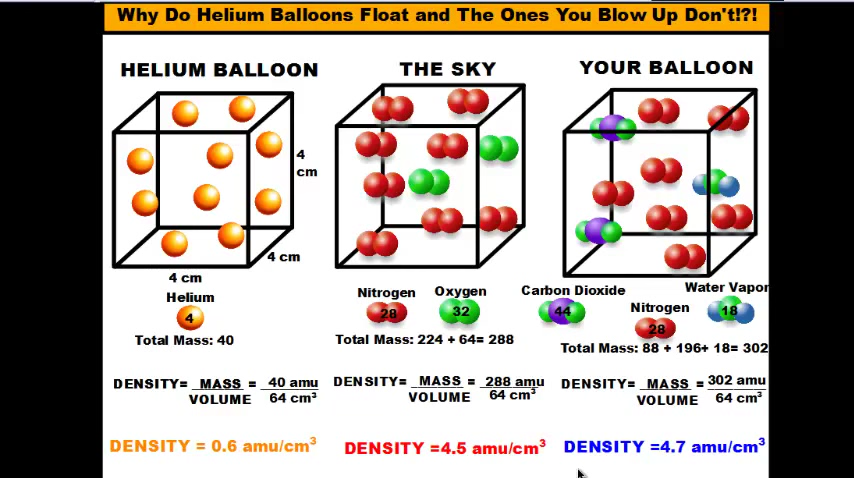 Why Do Helium Balloons Float and The Ones You Blow Up Don't!?!
HELIUM BALLOON
4
cm
4 cm
4 cm
Helium
4
Total Mass: 40
DENSITY= MASS = 40 amu
VOLUME 64 cm³
DENSITY = 0.6 amu/cm³
THE SKY
Nitrogen Oxygen
28 32
Total Mass: 224 + 64= 288
DENSITY= MASS = 288 amu
VOLUME 64 cm³
DENSITY =4.5 amu/cm³
YOUR BALLOON
Carbon Dioxide Nitrogen Water Vapor
44 28 18
Total Mass: 88 + 196+ 18= 302
DENSITY= MASS = 302 amu
VOLUME 64 cm³
DENSITY =4.7 amu/cm³